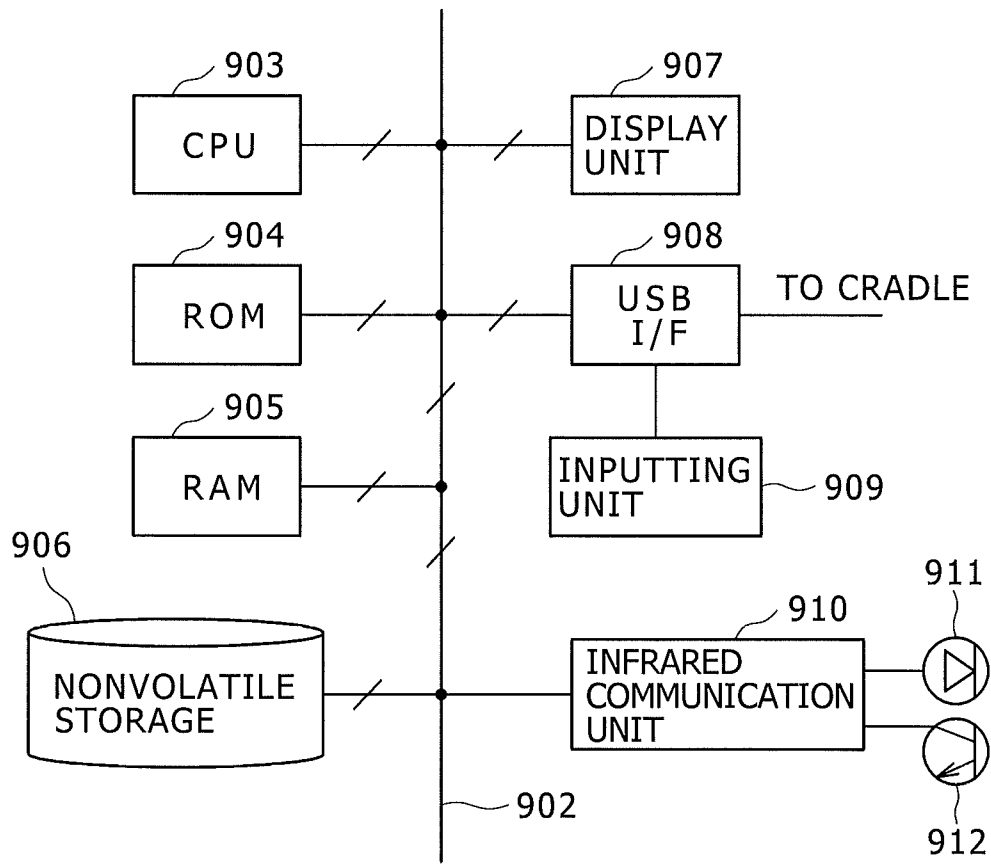 903
CPU
907
DISPLAY
UNIT
904
ROM
908
USB
I/F
TO CRADLE
905
RAM
INPUTTING
UNIT
909
906
NONVOLATILE
STORAGE
910
INFRARED
COMMUNICATION
UNIT
911
912
902